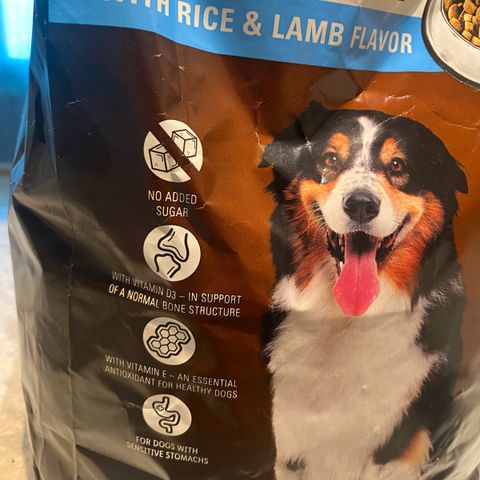 WITH RICE & LAMB FLAVOR
NO ADDED
SUGAR
WITH VITAMIN D3 – IN SUPPORT
OF A NORMAL BONE STRUCTURE
WITH VITAMIN E – AN ESSENTIAL
ANTIOXIDANT FOR HEALTHY DOGS
FOR DOGS WITH
SENSITIVE STOMACHS